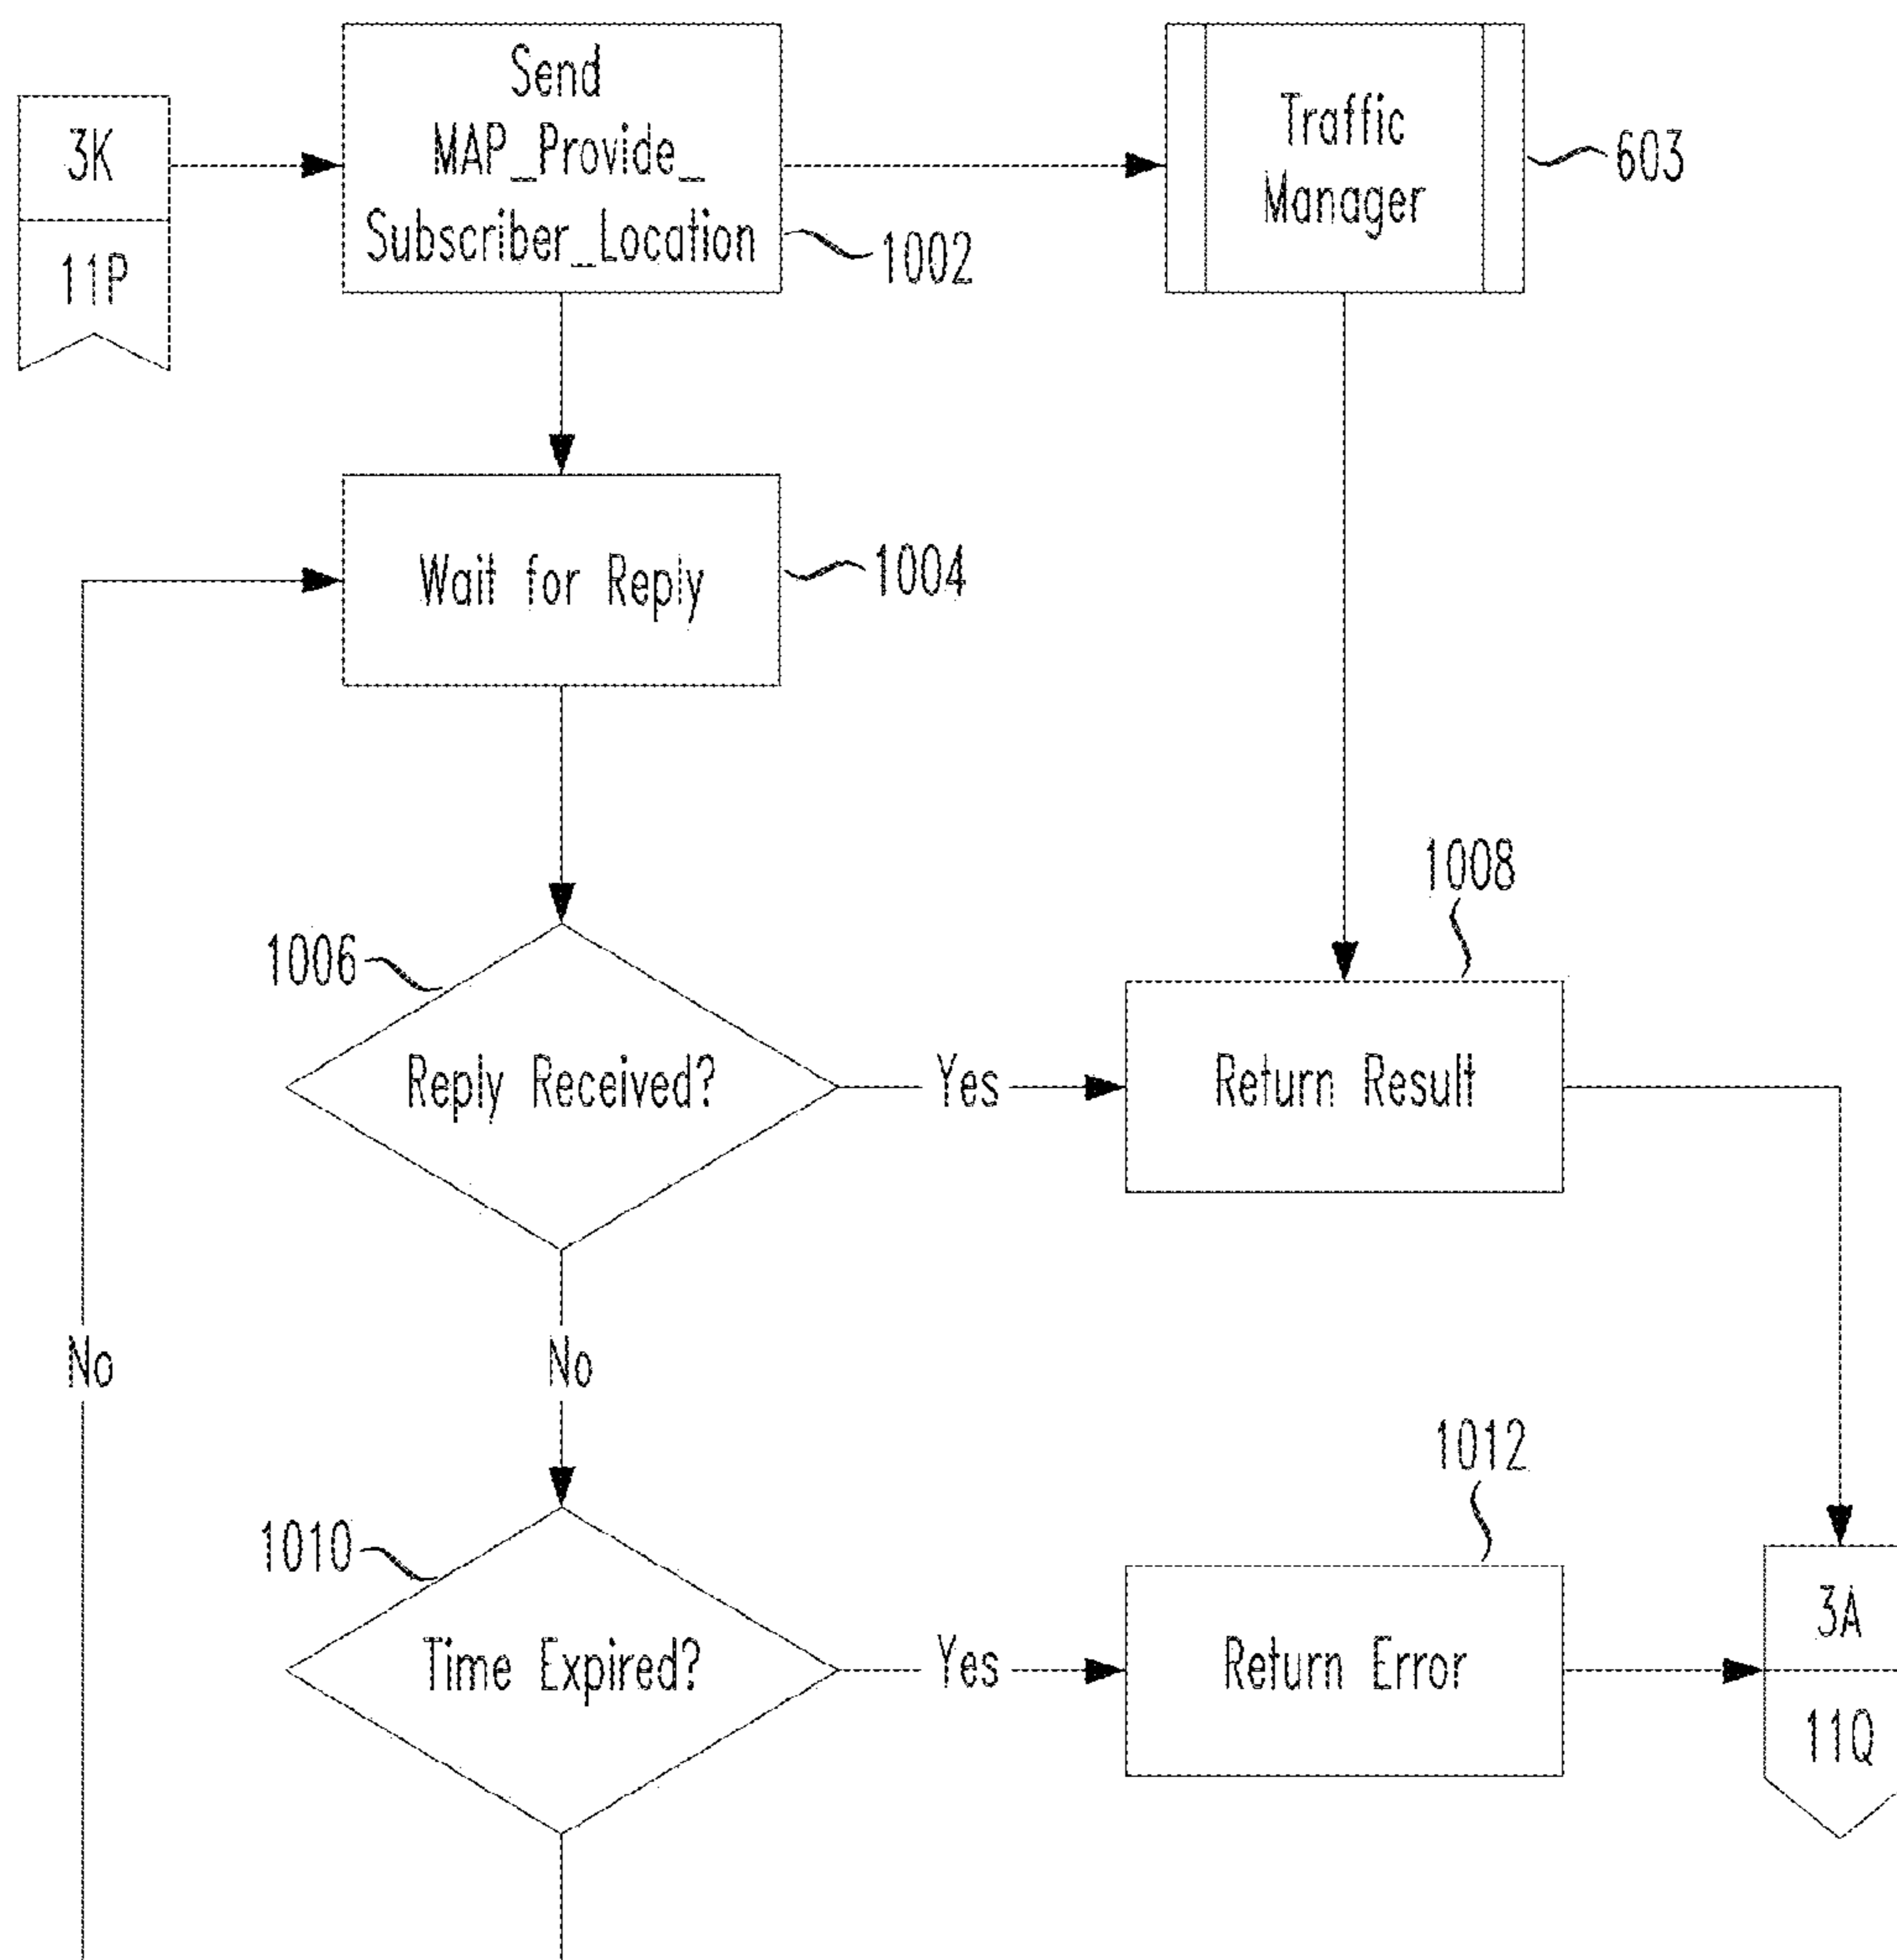 Send
MAP_Provide_
Subscriber_Location
1002
Traffic
Manager
603
3K
11P
Wait for Reply
1004
1006
Reply Received?
Yes
1008
Return Result
No
No
1010
Time Expired?
Yes
1012
Return Error
3A
11Q